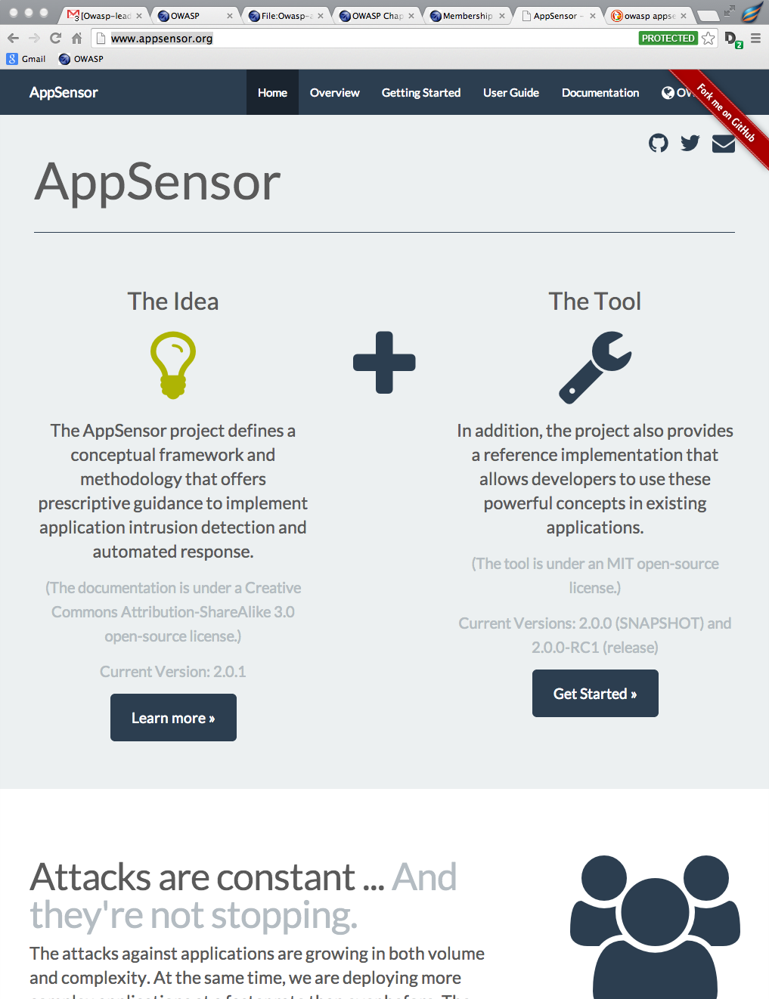 [Owasp-lead
OWASP
File:Owasp-a
OWASP Chap
Membership
AppSensor -
owasp appse
www.appsensor.org
PROTECTED
2
Gmail
OWASP
AppSensor
Home
Overview
Getting Started
User Guide
Documentation
Fork me on GitHub
AppSensor
The Idea
The AppSensor project defines a
conceptual framework and
methodology that offers
prescriptive guidance to implement
application intrusion detection and
automated response.
(The documentation is under a Creative
Commons Attribution-ShareAlike 3.0
open-source license.)
Current Version: 2.0.1
Learn more »
The Tool
In addition, the project also provides
a reference implementation that
allows developers to use these
powerful concepts in existing
applications.
(The tool is under an MIT open-source
license.)
Current Versions: 2.0.0 (SNAPSHOT) and
2.0.0-RC1 (release)
Get Started »
Attacks are constant ... And
they're not stopping.
The attacks against applications are growing in both volume
and complexity. At the same time, we are deploying more